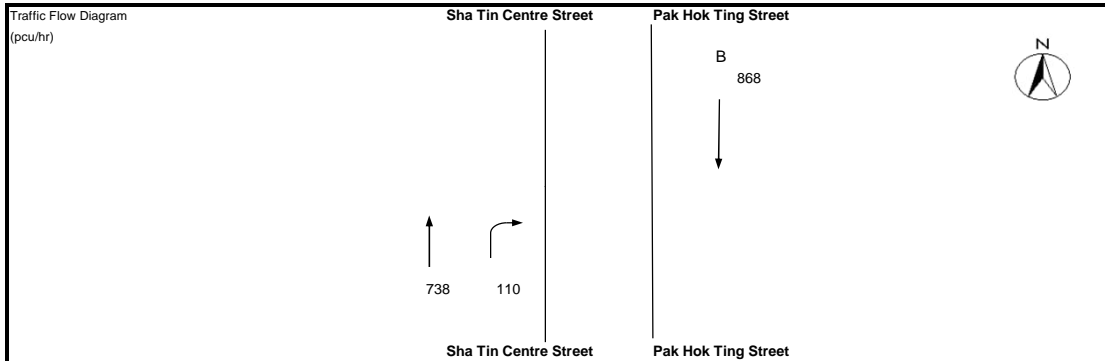 Traffic Flow Diagram
(pcu/hr)
Sha Tin Centre Street Pak Hok Ting Street
N
B
868
738 110
Sha Tin Centre Street Pak Hok Ting Street